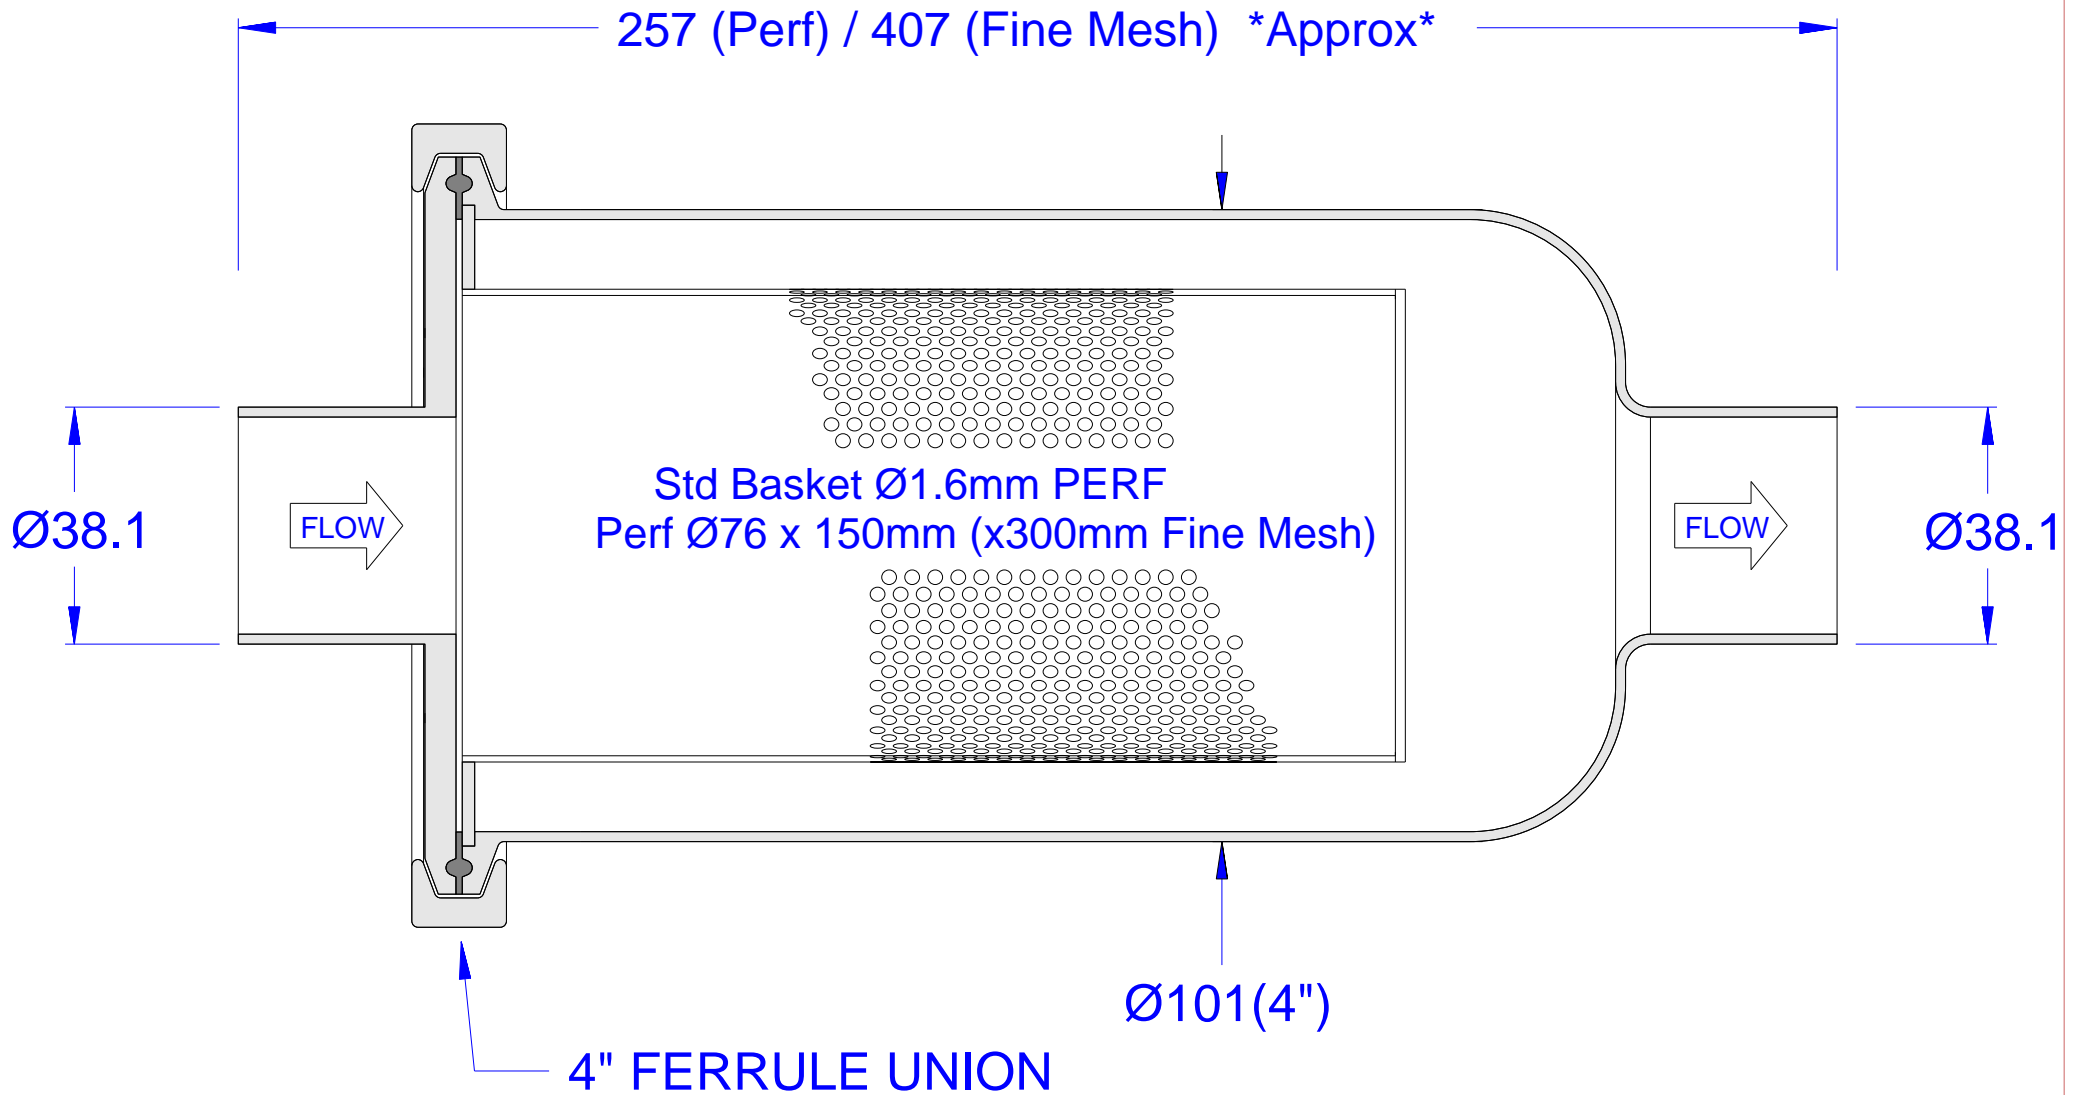 257 (Perf) / 407 (Fine Mesh) *Approx*
Std Basket Ø1.6mm PERF
Perf Ø76 x 150mm (x300mm Fine Mesh)
Ø38.1
FLOW
FLOW
Ø38.1
Ø101(4")
4" FERRULE UNION